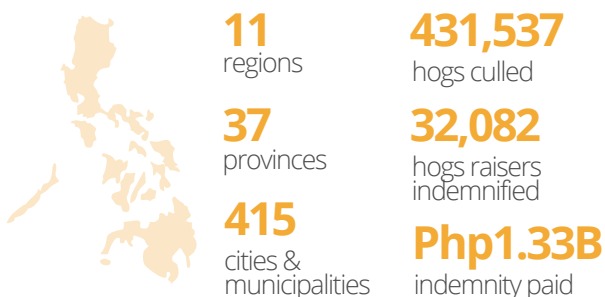 11
regions
37
provinces
415
cities &
municipalities
431,537
hogs culled
32,082
hogs raisers
indemnified
Php1.33B
indemnity paid